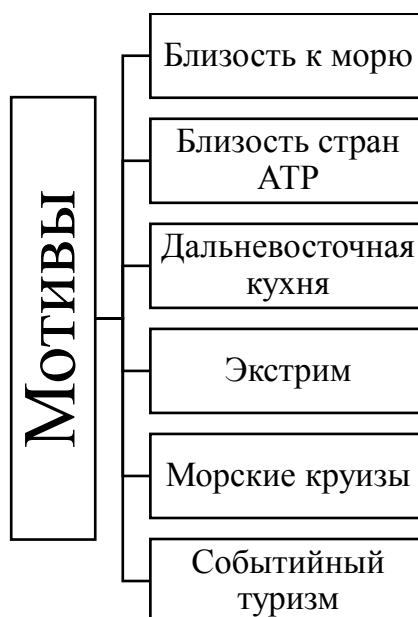 Мотивы
Близость к морю
Близость стран
АТР
Дальневосточная
кухня
Экстрим
Морские круизы
Событийный
туризм